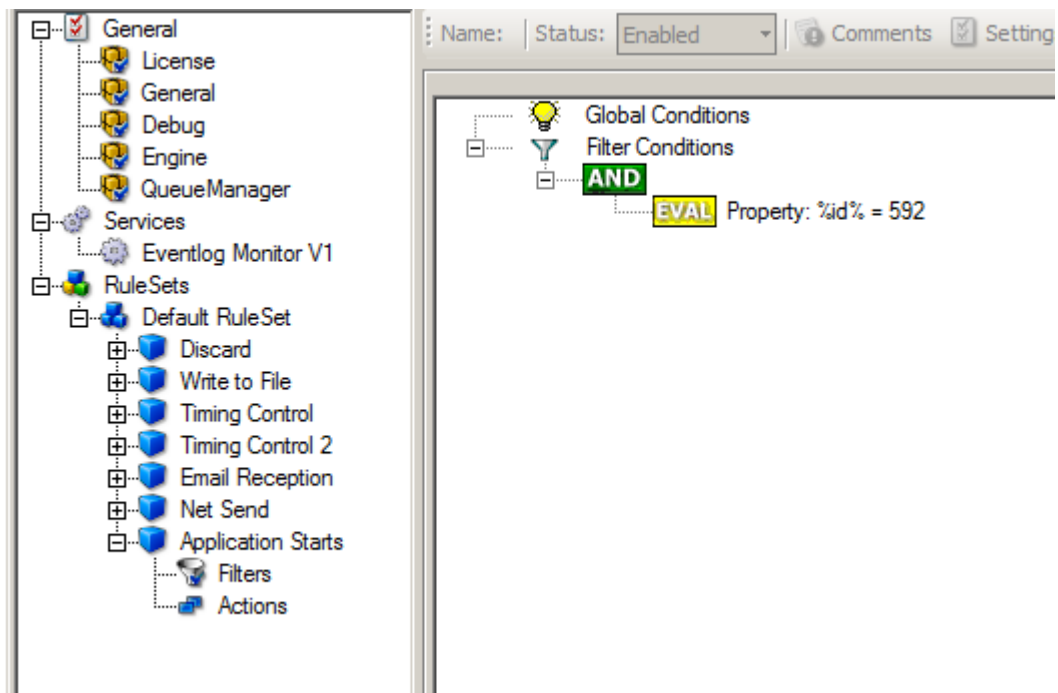 General
License
General
Debug
Engine
QueueManager
Services
Eventlog Monitor V1
RuleSets
Default RuleSet
Discard
Write to File
Timing Control
Timing Control 2
Email Reception
Net Send
Application Starts
Filters
Actions
Name: Status: Enabled Comments Setting
Global Conditions
Filter Conditions
AND
EVAL Property: %id% = 592